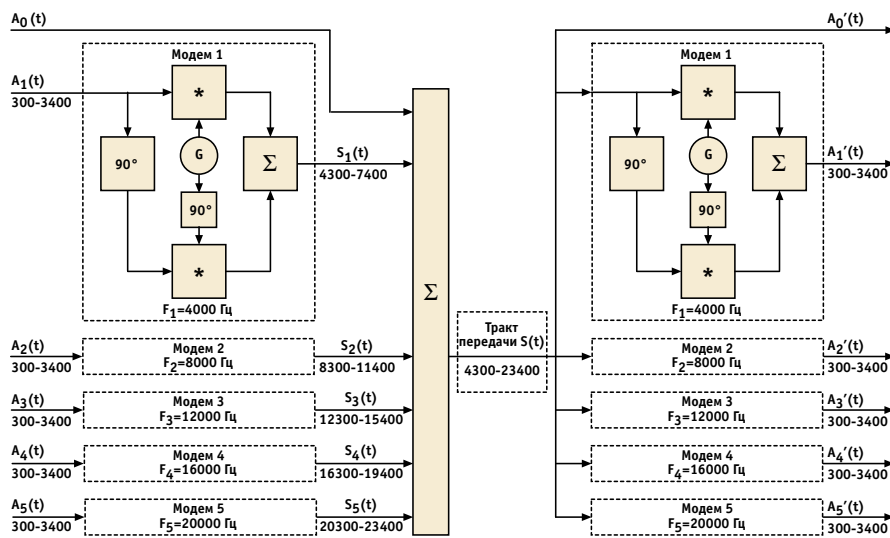 A0(t)
Модем 1
A1(t)
300-3400
*
90°
G
Σ
90°
*
F1=4000 Гц
S1(t)
4300-7400
A2(t)
300-3400
Модем 2
F2=8000 Гц
S2(t)
8300-11400
A3(t)
300-3400
Модем 3
F3=12000 Гц
S3(t)
12300-15400
A4(t)
300-3400
Модем 4
F4=16000 Гц
S4(t)
16300-19400
A5(t)
300-3400
Модем 5
F5=20000 Гц
S5(t)
20300-23400
Σ
Тракт
передачи S(t)
4300-23400
A0′(t)
Модем 1
*
90°
G
Σ
90°
*
F1=4000 Гц
A1′(t)
300-3400
Модем 2
F2=8000 Гц
A2′(t)
300-3400
Модем 3
F3=12000 Гц
A3′(t)
300-3400
Модем 4
F4=16000 Гц
A4′(t)
300-3400
Модем 5
F5=20000 Гц
A5′(t)
300-3400